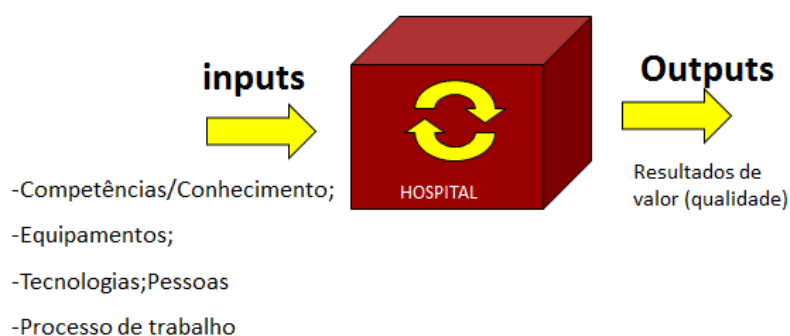 inputs
-Competências/Conhecimento;
-Equipamentos;
-Tecnologias;Pessoas
-Processo de trabalho
HOSPITAL
Outputs
Resultados de
valor (qualidade)